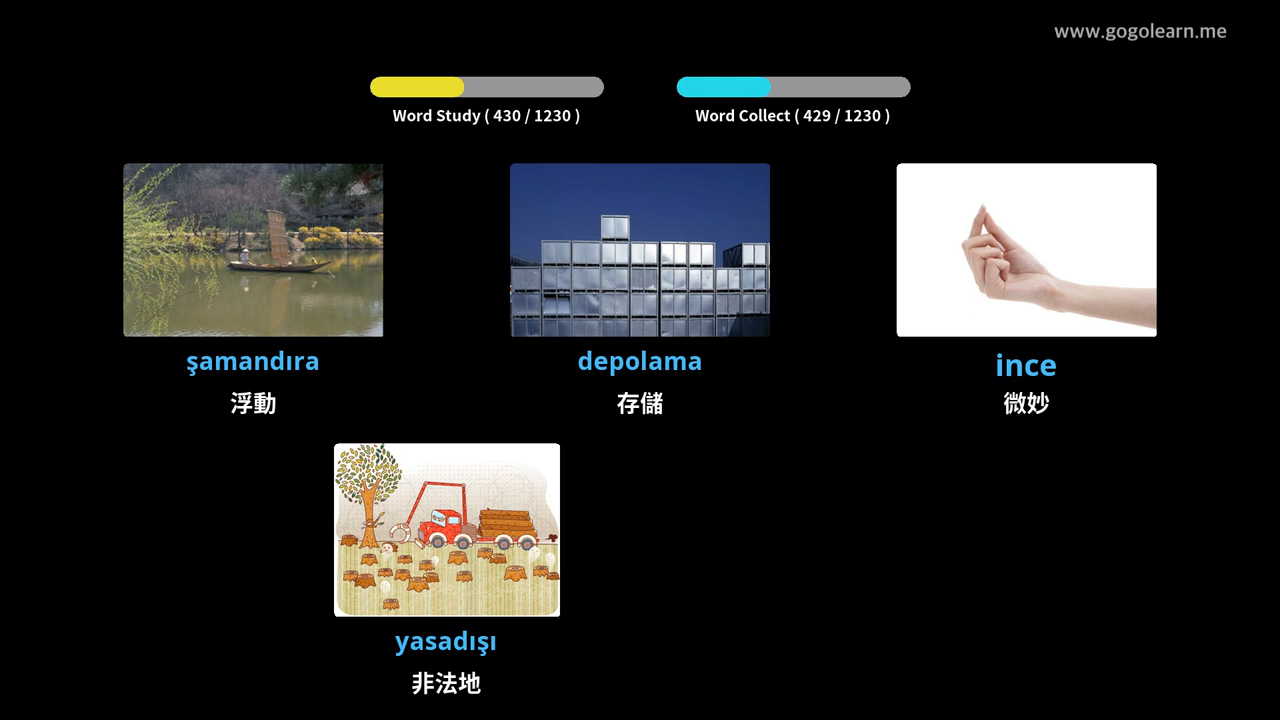 www.gogolearn.me
Word Study ( 430 / 1230 )
Word Collect ( 429 / 1230 )
şamandıra
浮動
depolama
存儲
ince
微妙
yasadışı
非法地